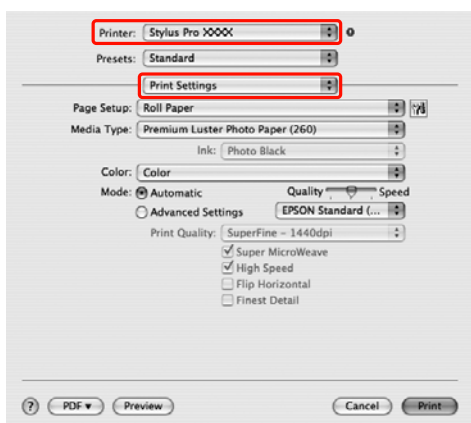 Printer: Stylus Pro XXXX
Presets: Standard
Print Settings
Page Setup: Roll Paper
Media Type: Premium Luster Photo Paper (260)
Ink: Photo Black
Color: Color
Mode: Automatic Quality Speed
Advanced Settings EPSON Standard (...
Print Quality: SuperFine - 1440dpi
Super MicroWeave
High Speed
Flip Horizontal
Finest Detail
? PDF ▼ Preview Cancel Print